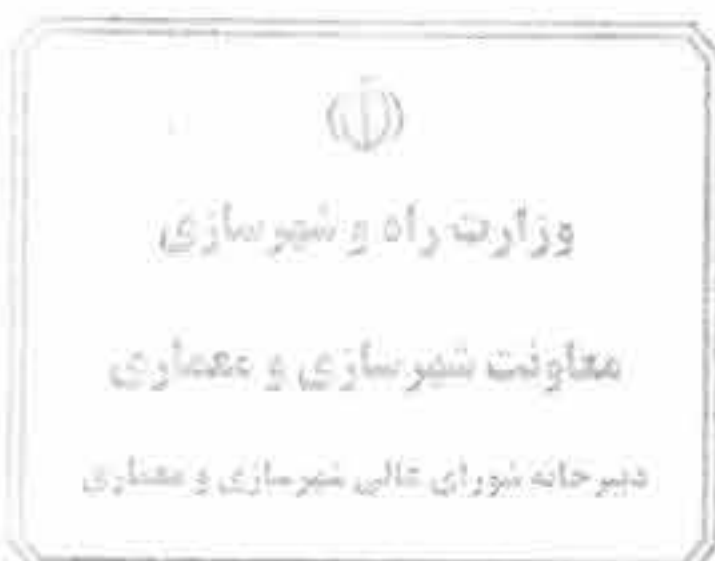 وزارت راه و شهرسازی
معاونت شهرسازی و معماری
دبیرخانه شورای عالی شهرسازی و معماری